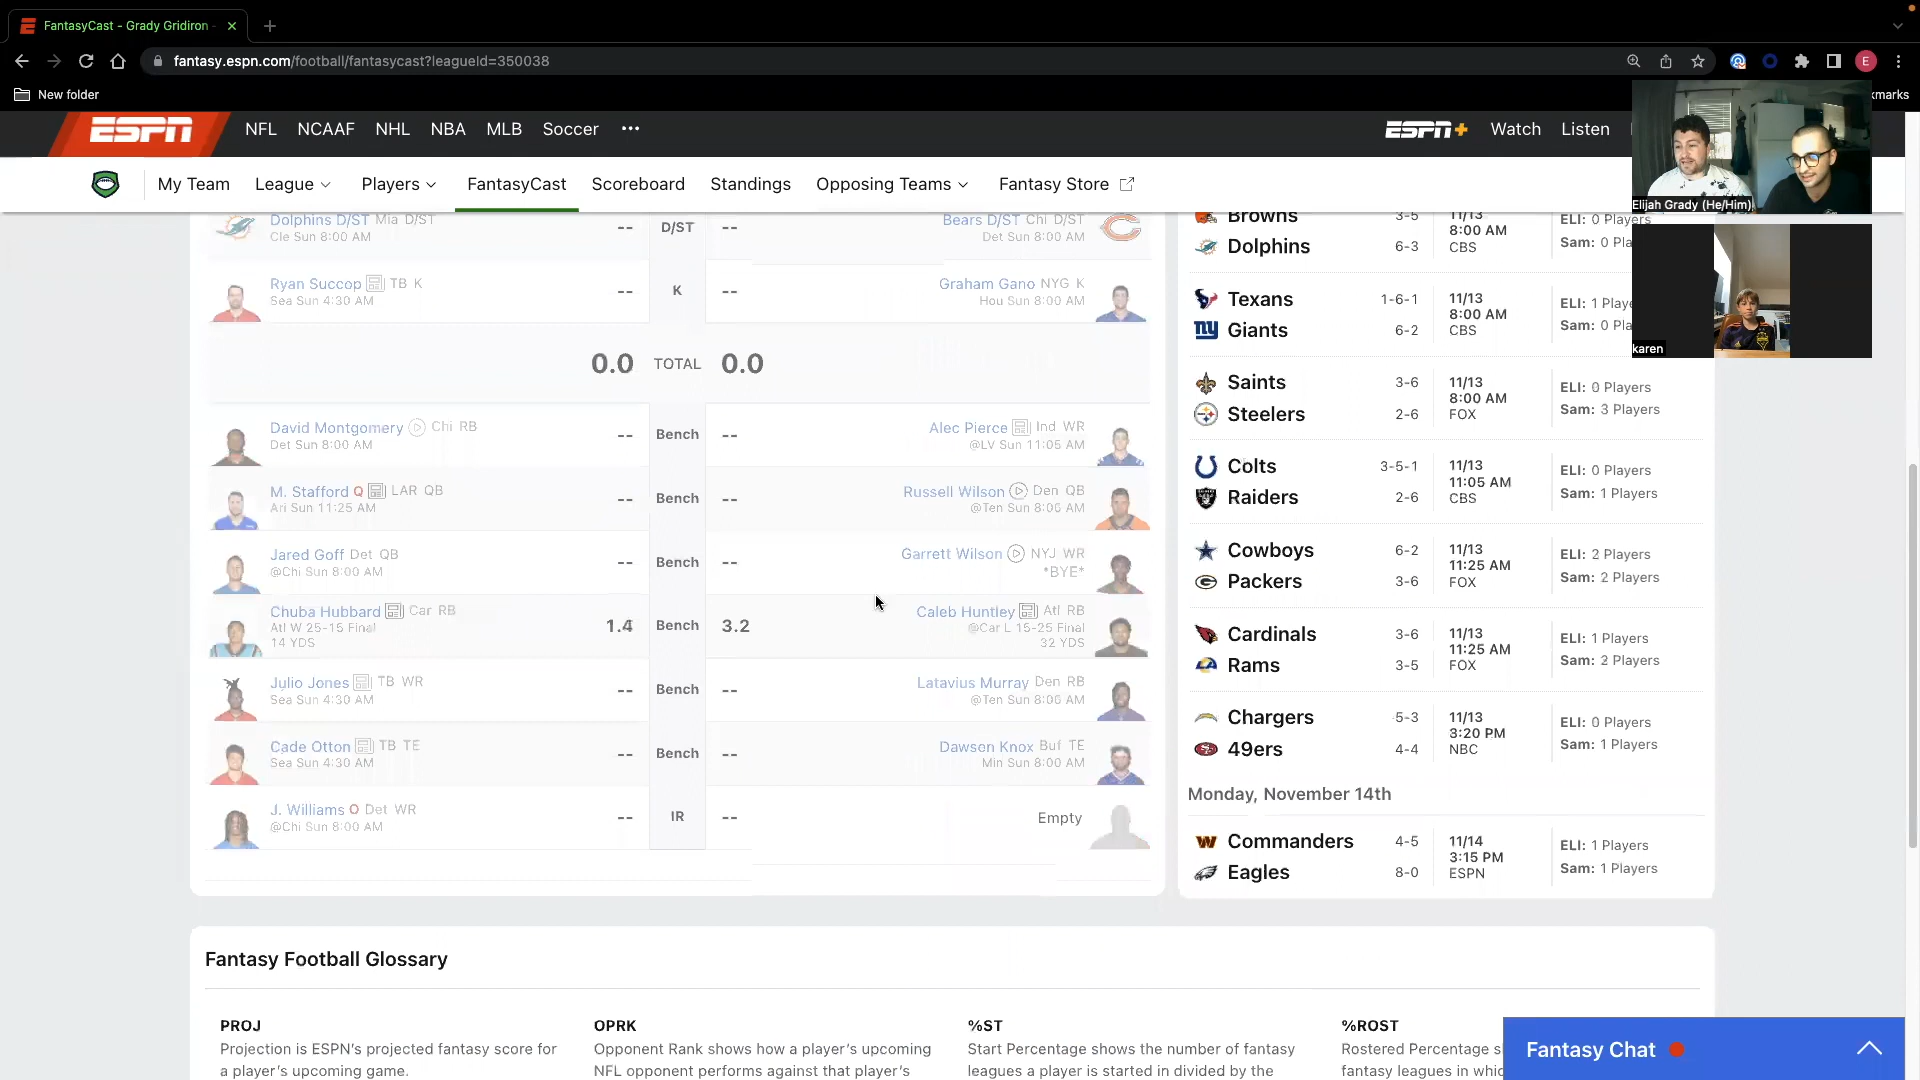 FantasyCast - Grady Gridiron -
fantasy.espn.com/football/fantasycast?leagueId=350038
E
New folder
kmarks
ESPN NFL NCAAF NHL NBA MLB Soccer ESPN+ Watch Listen
My Team League Players FantasyCast Scoreboard Standings Opposing Teams Fantasy Store
Elijah Grady (He/Him)
karen
Dolphins D/ST Mia D/ST
Cle Sun 8:00 AM
-- D/ST --
Bears D/ST Chi D/ST
Det Sun 8:00 AM
Ryan Succop TB K
Sea Sun 4:30 AM
-- K --
Graham Gano NYG K
Hou Sun 8:00 AM
0.0 TOTAL 0.0
David Montgomery Chi RB
Det Sun 8:00 AM
-- Bench --
Alec Pierce Ind WR
@LV Sun 11:05 AM
M. Stafford Q LAR QB
Ari Sun 11:25 AM
-- Bench --
Russell Wilson Den QB
@Ten Sun 8:00 AM
Jared Goff Det QB
@Chi Sun 8:00 AM
-- Bench --
Garrett Wilson NYJ WR
*BYE*
Chuba Hubbard Car RB
Atl W 25-15 Final
14 YDS
1.4 Bench 3.2
Caleb Huntley Atl RB
@Car L 15-25 Final
32 YDS
Julio Jones TB WR
Sea Sun 4:30 AM
-- Bench --
Latavius Murray Den RB
@Ten Sun 8:00 AM
Cade Otton TB TE
Sea Sun 4:30 AM
-- Bench --
Dawson Knox Buf TE
Min Sun 8:00 AM
J. Williams O Det WR
@Chi Sun 8:00 AM
-- IR --
Empty
Browns 3-5
Dolphins 6-3
11/13
8:00 AM
CBS
ELI: 0 Players
Sam: 0 Pla
Texans 1-6-1
Giants 6-2
11/13
8:00 AM
CBS
ELI: 1 Playe
Sam: 0 Pla
Saints 3-6
Steelers 2-6
11/13
8:00 AM
FOX
ELI: 0 Players
Sam: 3 Players
Colts 3-5-1
Raiders 2-6
11/13
11:05 AM
CBS
ELI: 0 Players
Sam: 1 Players
Cowboys 6-2
Packers 3-6
11/13
11:25 AM
FOX
ELI: 2 Players
Sam: 2 Players
Cardinals 3-6
Rams 3-5
11/13
11:25 AM
FOX
ELI: 1 Players
Sam: 2 Players
Chargers 5-3
49ers 4-4
11/13
3:20 PM
NBC
ELI: 0 Players
Sam: 1 Players
Monday, November 14th
Commanders 4-5
Eagles 8-0
11/14
3:15 PM
ESPN
ELI: 1 Players
Sam: 1 Players
Fantasy Football Glossary
PROJ
Projection is ESPN's projected fantasy score for
a player's upcoming game.
OPRK
Opponent Rank shows how a player's upcoming
NFL opponent performs against that player's
%ST
Start Percentage shows the number of fantasy
leagues a player is started in divided by the
%ROST
Rostered Percentage s
fantasy leagues in whic
Fantasy Chat